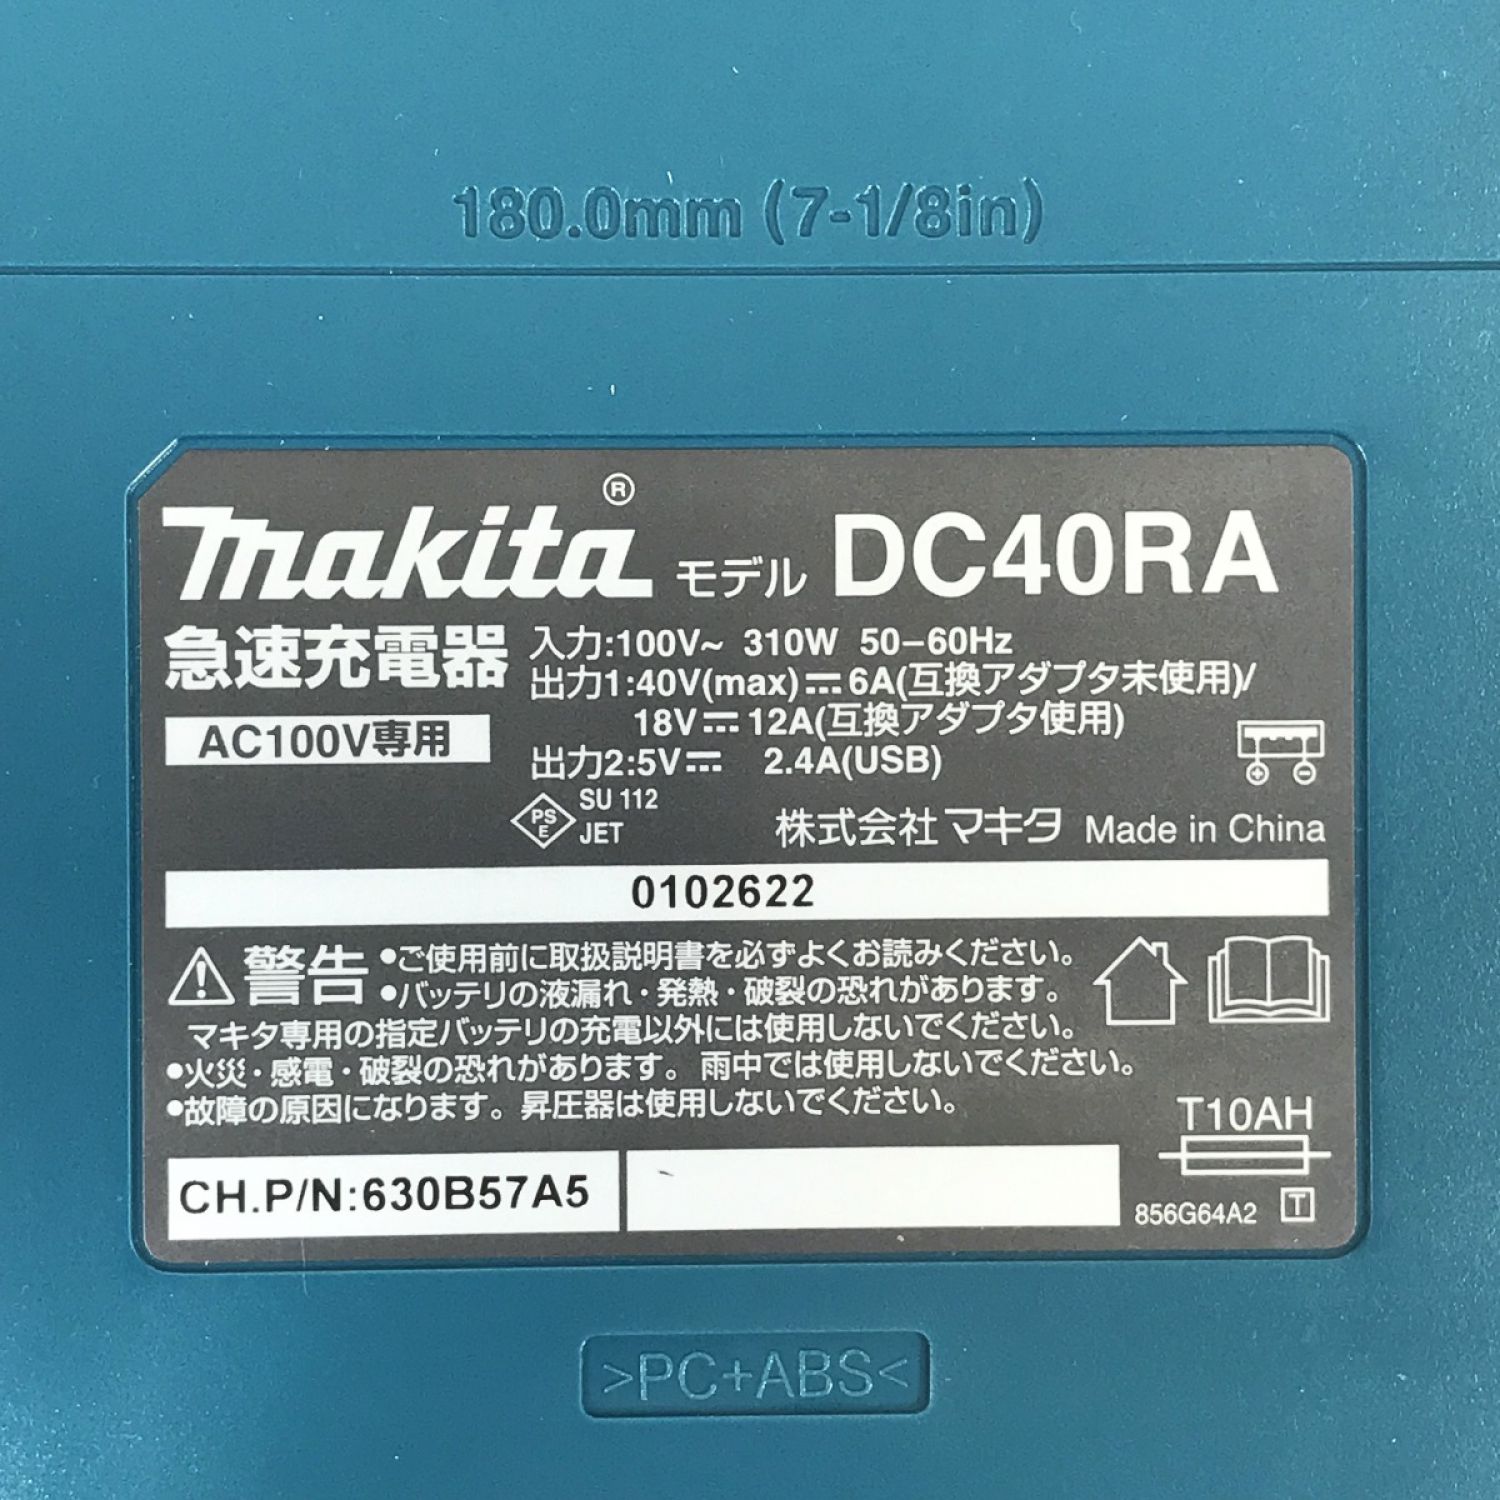 180.0mm (7-1/8in)
makita® モデル DC40RA
急速充電器
AC100V専用
入力:100V~ 310W 50–60Hz
出力1:40V(max)⎓6A(互換アダプタ未使用)/
18V⎓12A(互換アダプタ使用)
出力2:5V⎓ 2.4A(USB)
PS
E
SU 112
JET
株式会社マキタ Made in China
0102622
警告 •ご使用前に取扱説明書を必ずよくお読みください。
•バッテリの液漏れ・発熱・破裂の恐れがあります。
マキタ専用の指定バッテリの充電以外には使用しないでください。
•火災・感電・破裂の恐れがあります。雨中では使用しないでください。
•故障の原因になります。昇圧器は使用しないでください。
T10AH
CH.P/N:630B57A5
856G64A2 T
>PC+ABS<